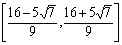 [ (16−5√7)/9 , (16+5√7)/9 ]